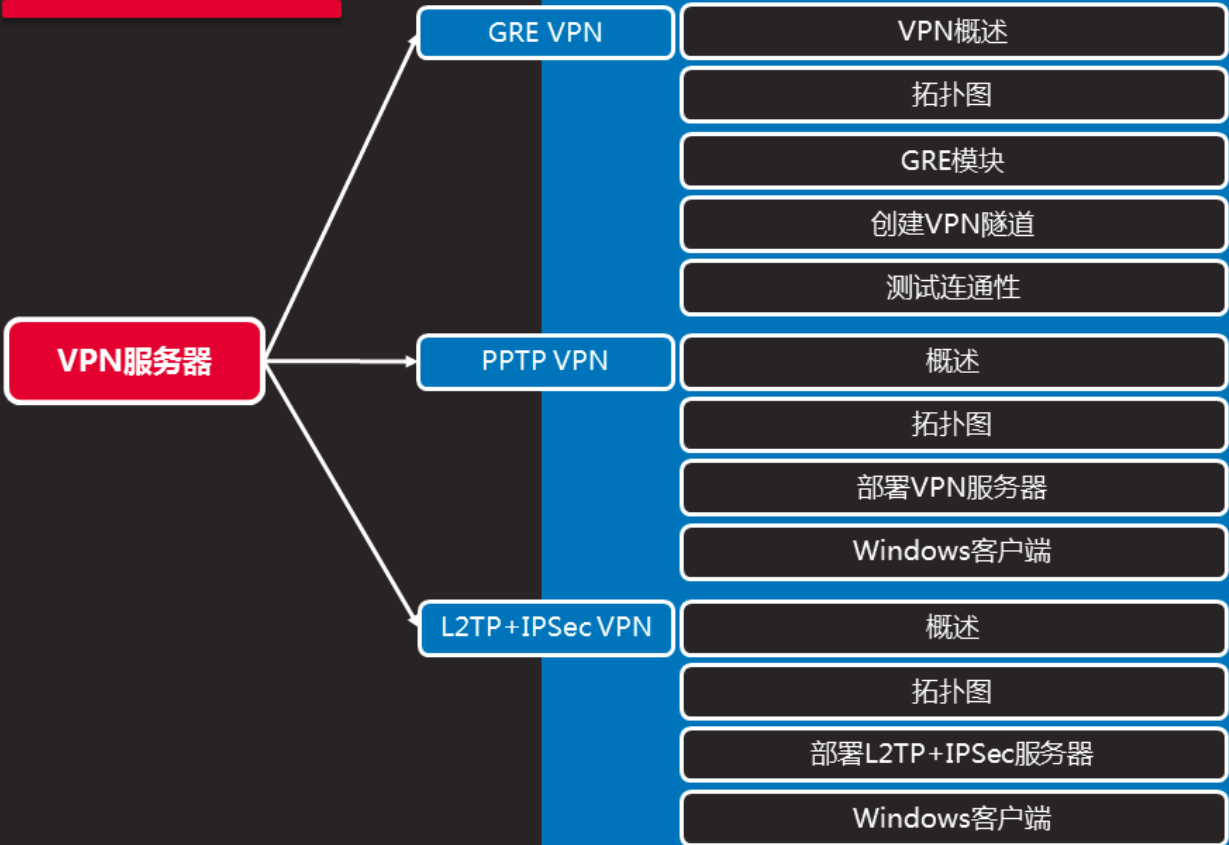 GRE VPN
VPN概述
拓扑图
GRE模块
创建VPN隧道
测试连通性
VPN服务器
PPTP VPN
概述
拓扑图
部署VPN服务器
Windows客户端
L2TP+IPSec VPN
概述
拓扑图
部署L2TP+IPSec服务器
Windows客户端